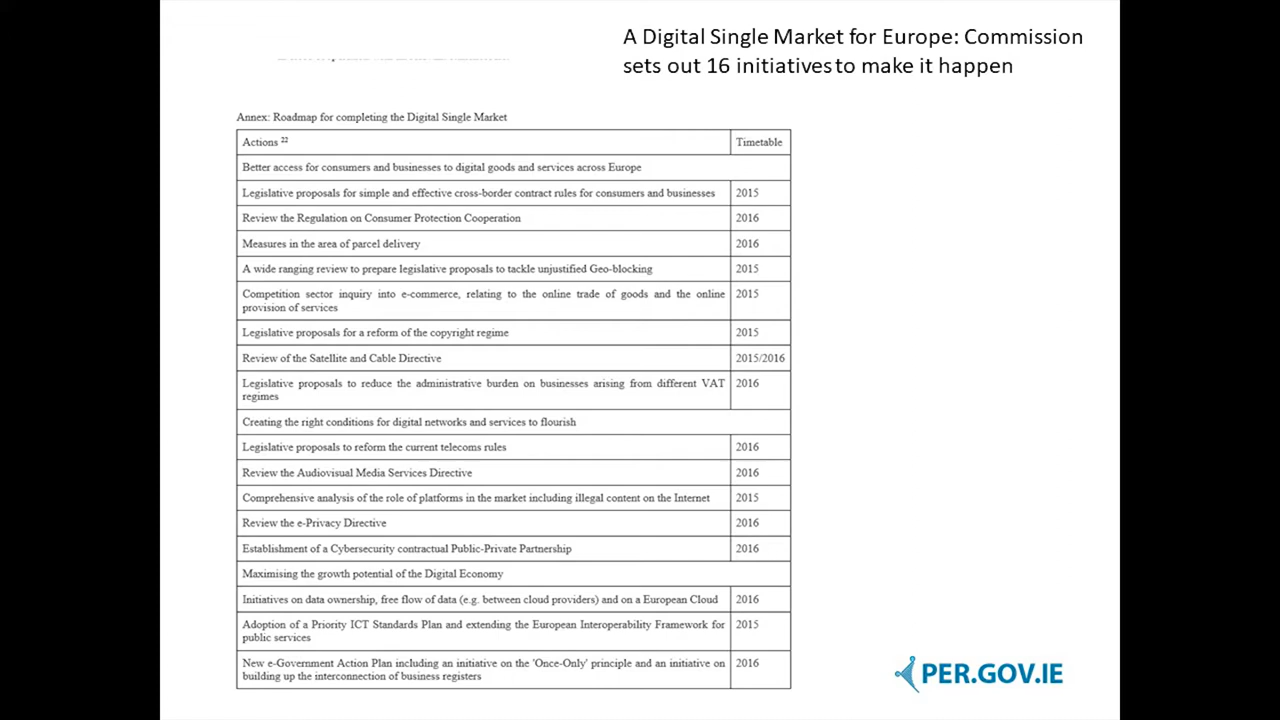 A Digital Single Market for Europe: Commission
sets out 16 initiatives to make it happen
Annex: Roadmap for completing the Digital Single Market
Actions 22 Timetable
Better access for consumers and businesses to digital goods and services across Europe
Legislative proposals for simple and effective cross-border contract rules for consumers and businesses 2015
Review the Regulation on Consumer Protection Cooperation 2016
Measures in the area of parcel delivery 2016
A wide ranging review to prepare legislative proposals to tackle unjustified Geo-blocking 2015
Competition sector inquiry into e-commerce, relating to the online trade of goods and the online 2015
provision of services
Legislative proposals for a reform of the copyright regime 2015
Review of the Satellite and Cable Directive 2015/2016
Legislative proposals to reduce the administrative burden on businesses arising from different VAT 2016
regimes
Creating the right conditions for digital networks and services to flourish
Legislative proposals to reform the current telecoms rules 2016
Review the Audiovisual Media Services Directive 2016
Comprehensive analysis of the role of platforms in the market including illegal content on the Internet 2015
Review the e-Privacy Directive 2016
Establishment of a Cybersecurity contractual Public-Private Partnership 2016
Maximising the growth potential of the Digital Economy
Initiatives on data ownership, free flow of data (e.g. between cloud providers) and on a European Cloud 2016
Adoption of a Priority ICT Standards Plan and extending the European Interoperability Framework for 2015
public services
New e-Government Action Plan including an initiative on the 'Once-Only' principle and an initiative on 2016
building up the interconnection of business registers
PER.GOV.IE